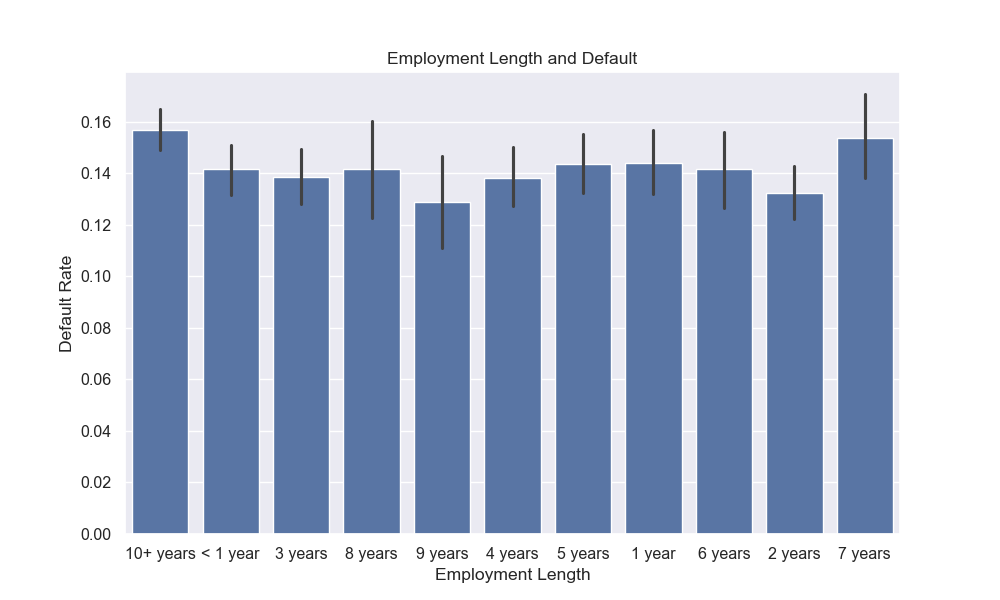 Employment Length and Default
0.16
0.14
0.12
0.10
0.08
0.06
0.04
0.02
0.00
Default Rate
10+ years < 1 year 3 years 8 years 9 years 4 years 5 years 1 year 6 years 2 years 7 years
Employment Length